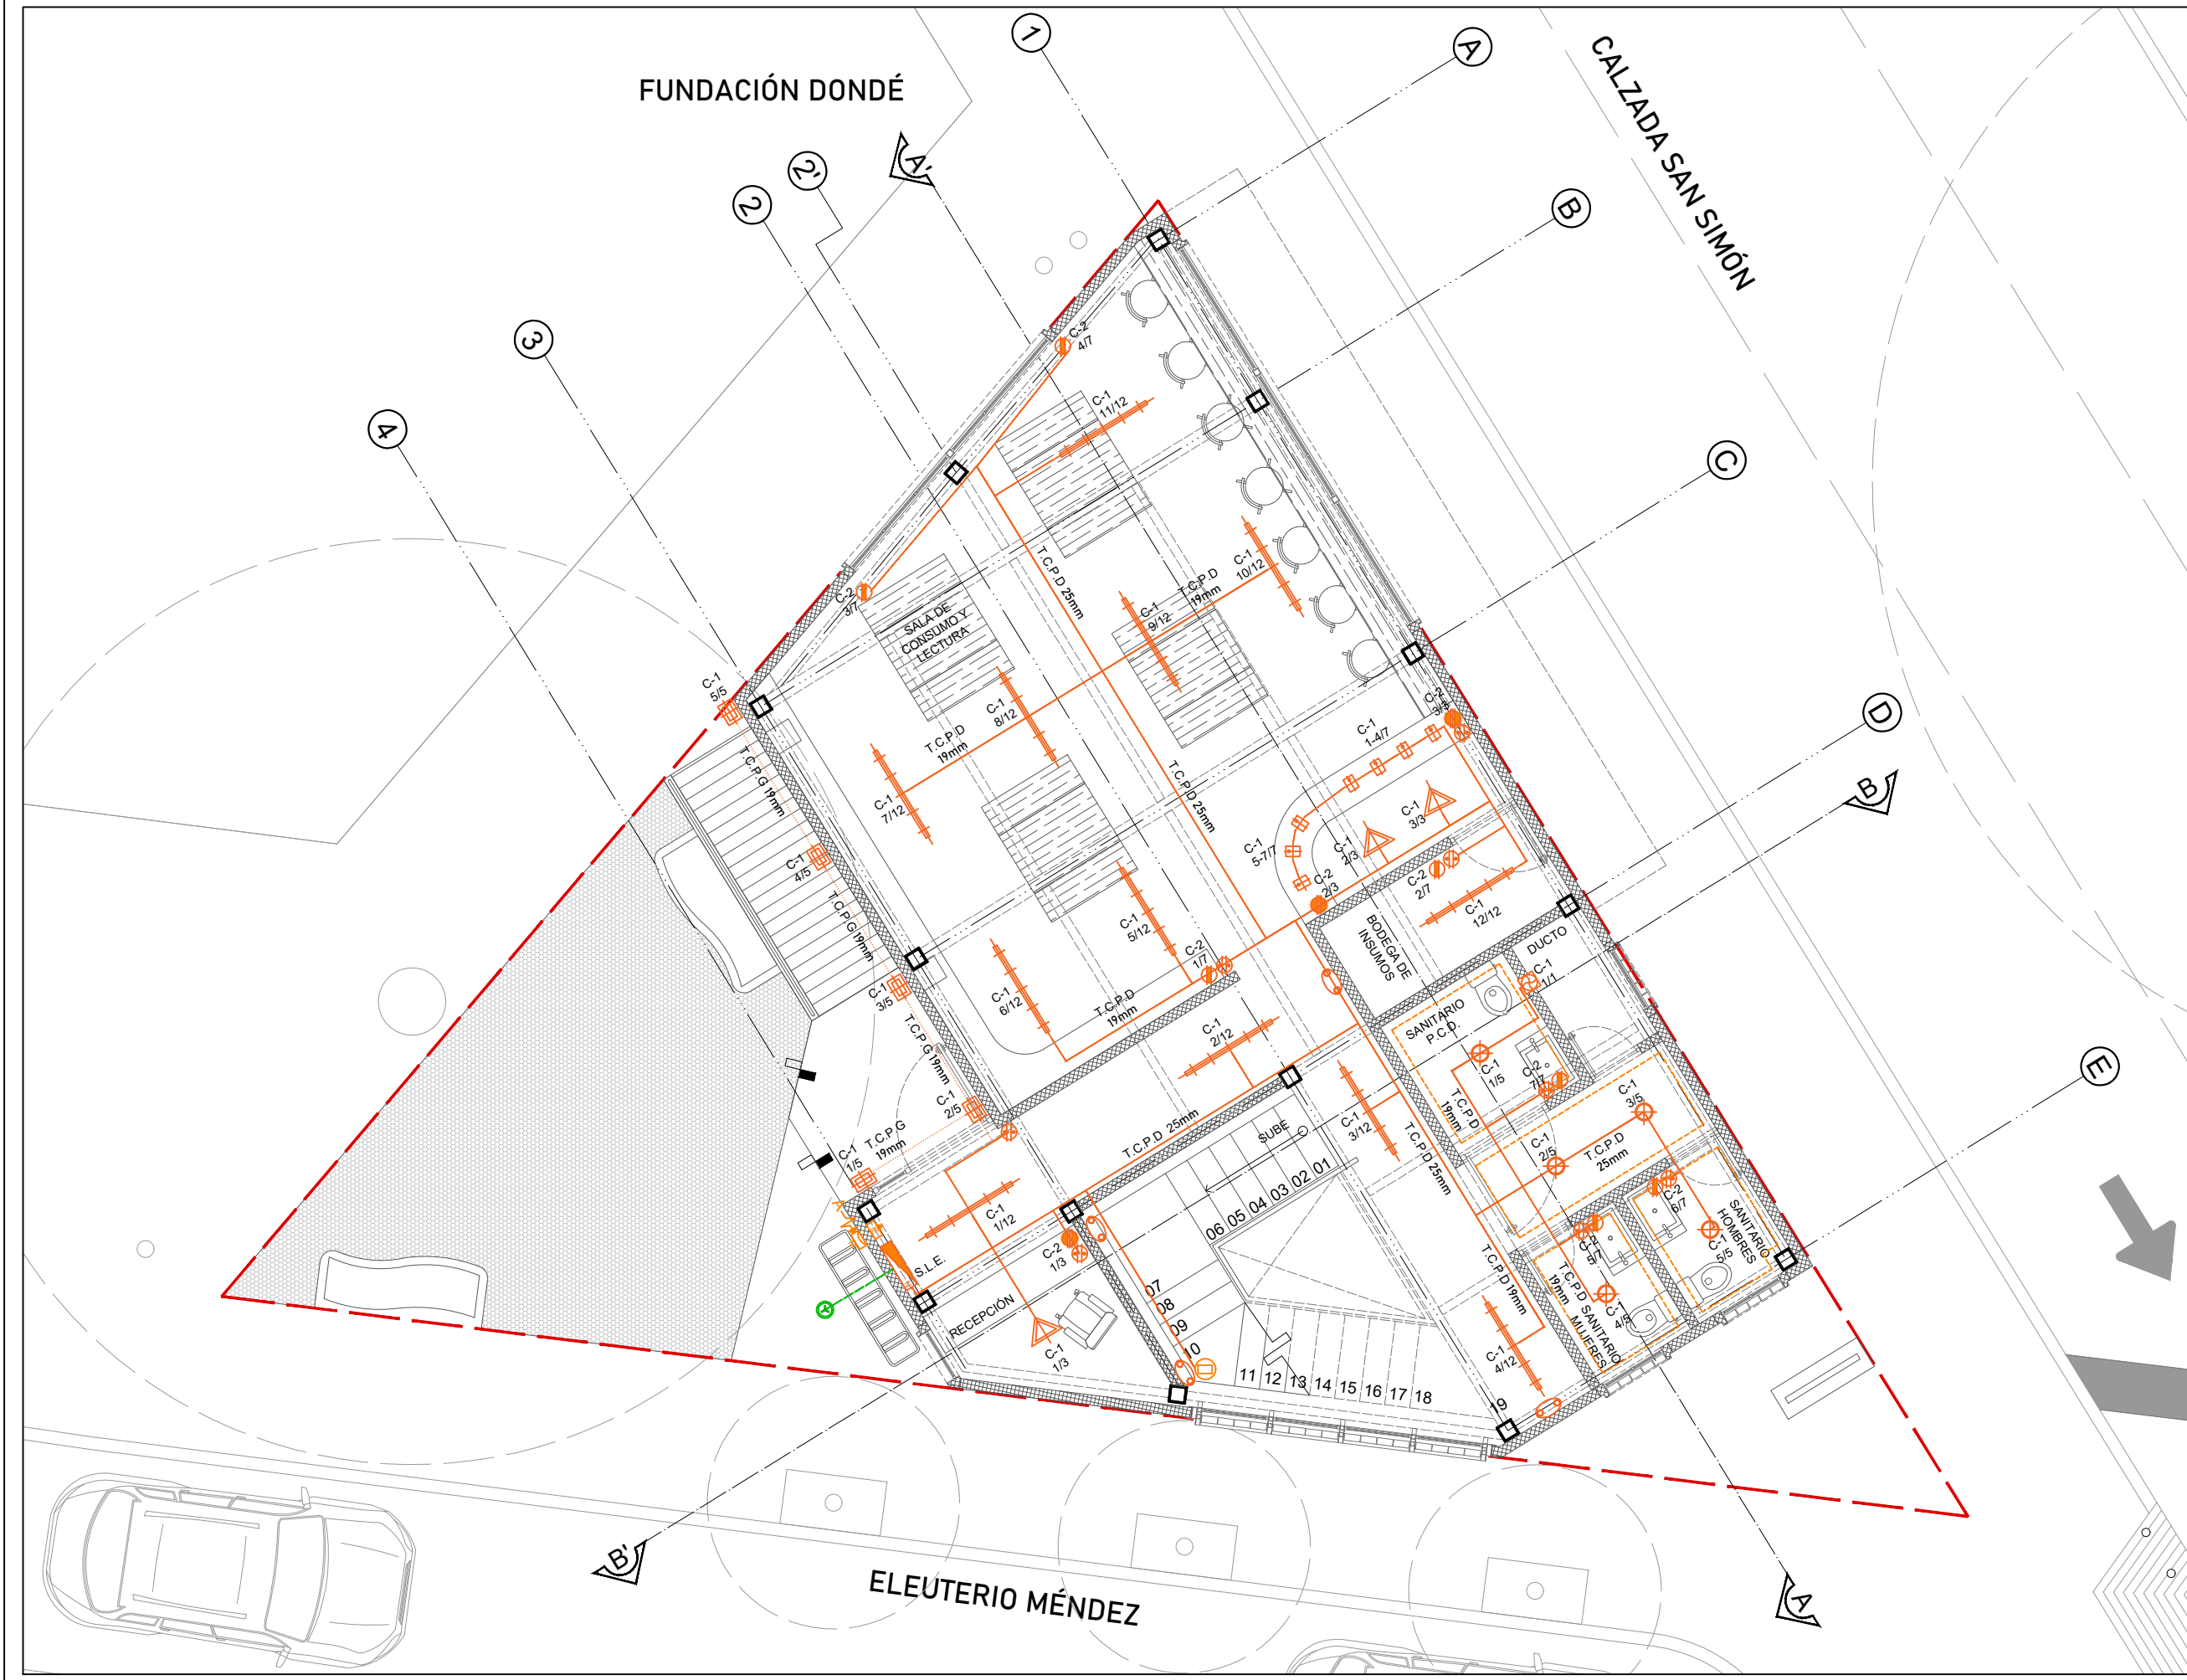 FUNDACIÓN DONDÉ
CALZADA SAN SIMÓN
ELEUTERIO MÉNDEZ
1
A
2'
A'
2
B
3
4
C
D
B
E
B'
A
C-2
4/7
C-1
11/12
T.C.P.D 25mm
C-1
10/12
T.C.P.D
19mm
C-1
9/12
C-2
3/7
SALA DE
CONSUMO Y
LECTURA
C-1
5/5
C-1
8/12
T.C.P.D
19mm
T.C.P.G 19mm
C-1
7/12
T.C.P.D 25mm
C-2
3/3
C-1
1-4/7
C-1
3/3
C-1
2/3
C-1
5-7/7
C-2
2/3
C-2
2/7
C-1
12/12
C-1
4/5
T.C.P.G 19mm
C-1
5/12
C-2
1/7
BODEGA DE
INSUMOS
DUCTO
C-1
1/1
C-1
3/5
C-1
6/12
T.C.P.D
19mm
SANITARIO
P.C.D.
C-1
2/12
T.C.P.G 19mm
C-1
1/5
C-2
7/7
C-1
3/5
C-1
2/5
T.C.P.D
19mm
T.C.P.D 25mm
SUBE
C-1
3/12
T.C.P.D 25mm
C-1
2/5
T.C.P.D
25mm
C-1
1/5
T.C.P.G
19mm
01
02
03
04
05
06
07
08
09
10
11
12
13
14
15
16
17
18
19
C-1
1/12
C-2
1/3
S.L.E.
RECEPCIÓN
C-1
1/3
C-2
6/7
SANITARIO
HOMBRES
C-1
5/5
C-2
5/7
T.C.P.D 19mm
T.C.P.D
19mm
C-1
4/5
SANITARIO
MUJERES
C-1
4/12